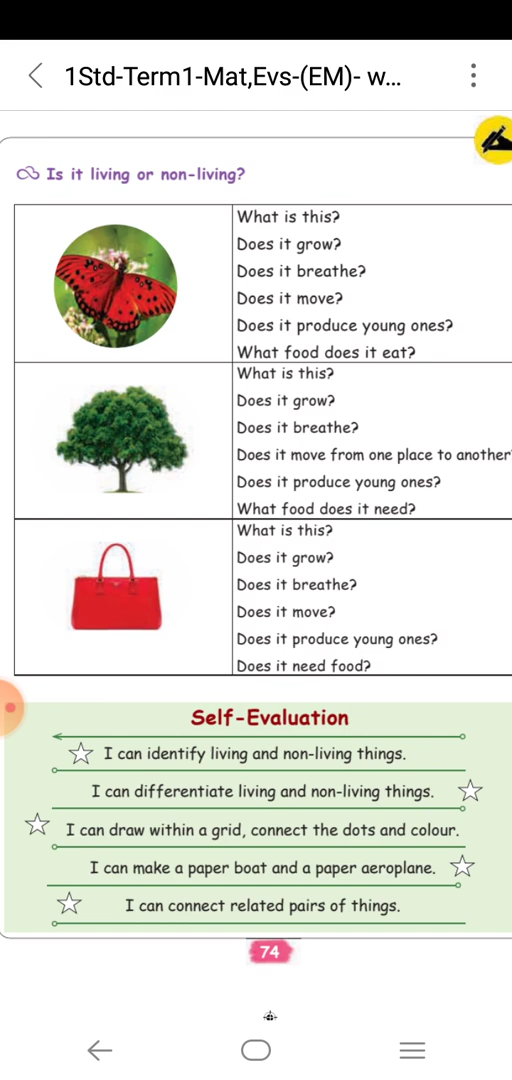 1Std-Term1-Mat,Evs-(EM)- w...
Is it living or non-living?
What is this?
Does it grow?
Does it breathe?
Does it move?
Does it produce young ones?
What food does it eat?
What is this?
Does it grow?
Does it breathe?
Does it move from one place to another
Does it produce young ones?
What food does it need?
What is this?
Does it grow?
Does it breathe?
Does it move?
Does it produce young ones?
Does it need food?
Self-Evaluation
I can identify living and non-living things.
I can differentiate living and non-living things.
I can draw within a grid, connect the dots and colour.
I can make a paper boat and a paper aeroplane.
I can connect related pairs of things.
74